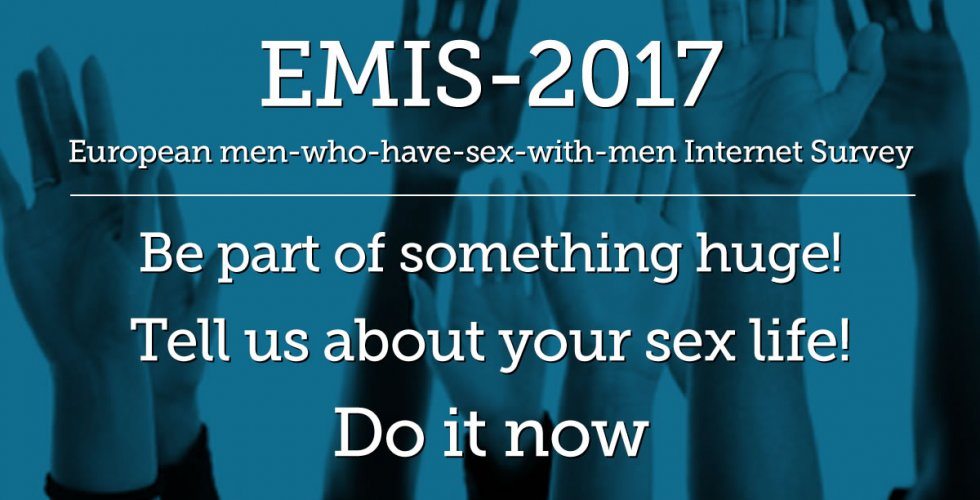 EMIS-2017
European men-who-have-sex-with-men Internet Survey
Be part of something huge!
Tell us about your sex life!
Do it now